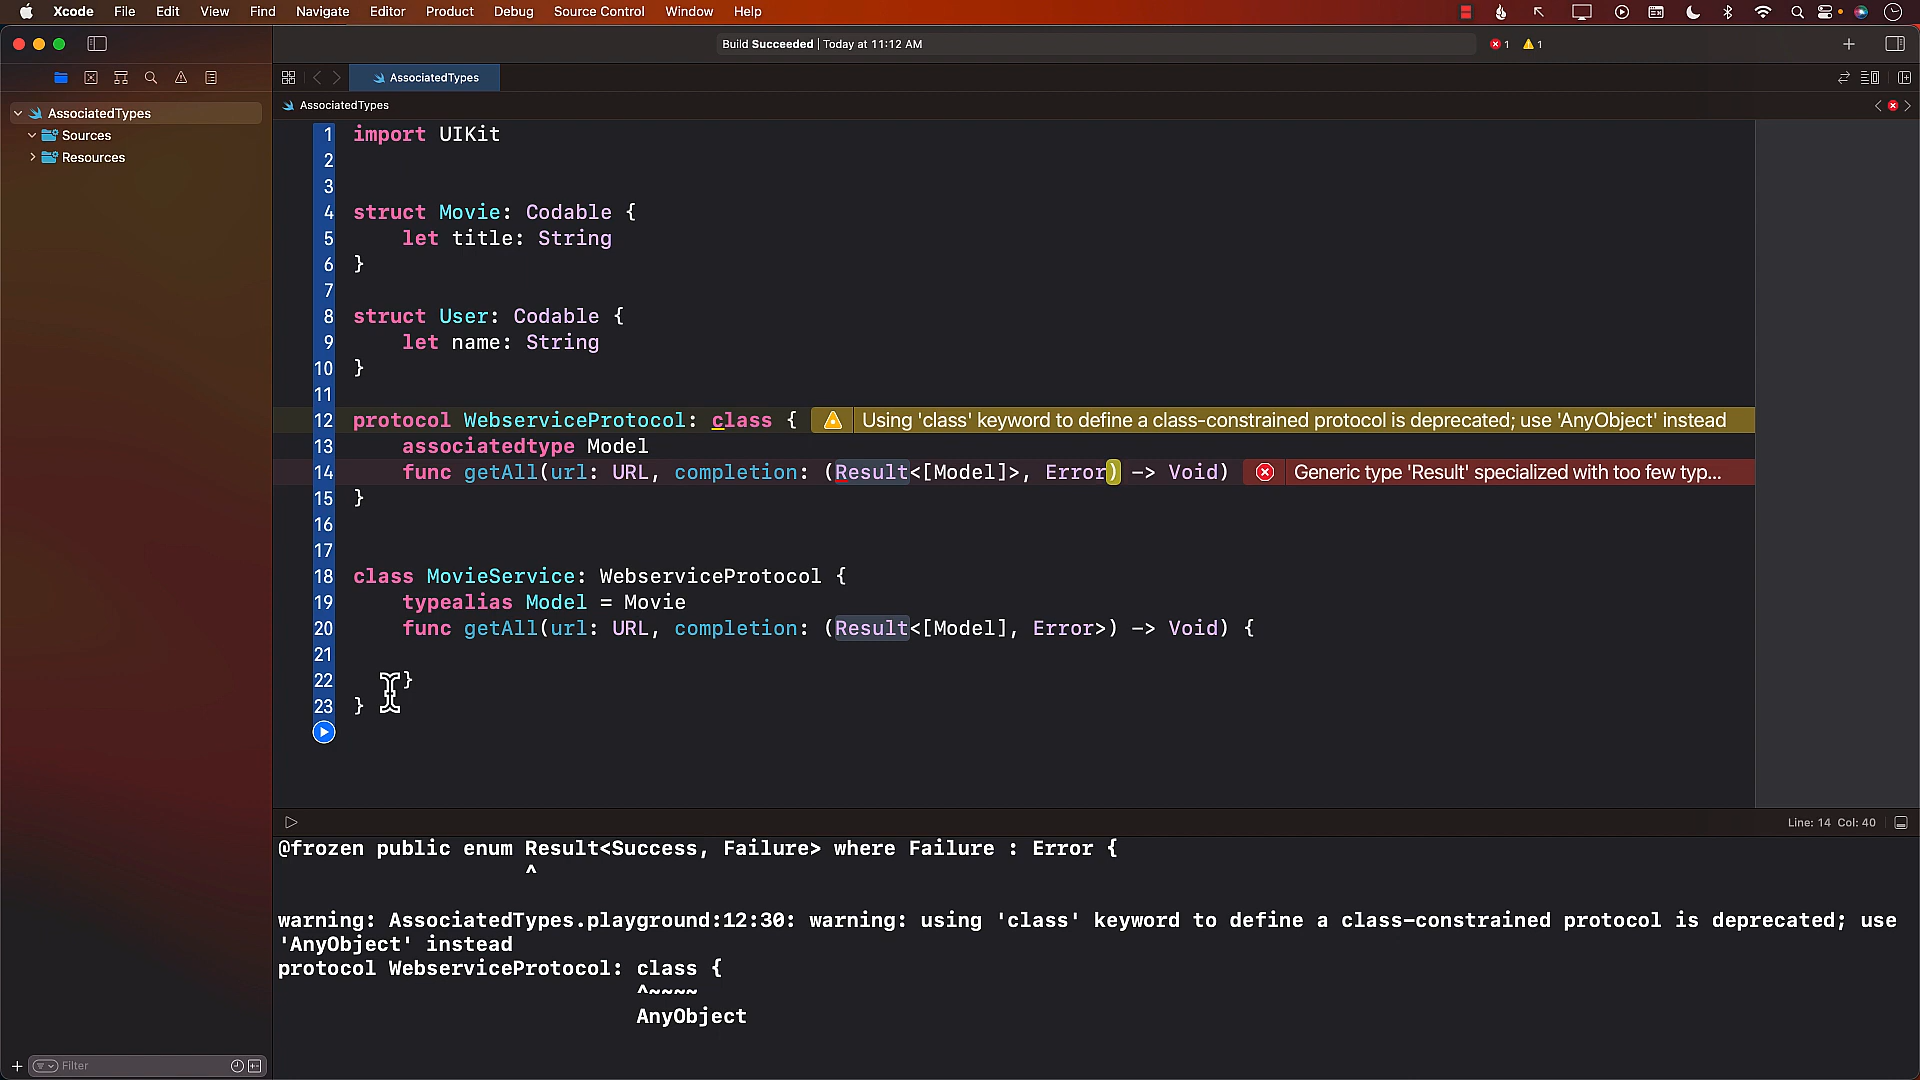 Xcode File Edit View Find Navigate Editor Product Debug Source Control Window Help
Build Succeeded | Today at 11:12 AM
1
1
AssociatedTypes
AssociatedTypes
AssociatedTypes
Sources
Resources
1 import UIKit
2
3
4 struct Movie: Codable {
5 let title: String
6 }
7
8 struct User: Codable {
9 let name: String
10 }
11
12 protocol WebserviceProtocol: class { Using 'class' keyword to define a class-constrained protocol is deprecated; use 'AnyObject' instead
13 associatedtype Model
14 func getAll(url: URL, completion: (Result<[Model]>, Error) -> Void) Generic type 'Result' specialized with too few typ...
15 }
16
17
18 class MovieService: WebserviceProtocol {
19 typealias Model = Movie
20 func getAll(url: URL, completion: (Result<[Model], Error>) -> Void) {
21
22 }
23 }
Line: 14 Col: 40
@frozen public enum Result<Success, Failure> where Failure : Error {
^
warning: AssociatedTypes.playground:12:30: warning: using 'class' keyword to define a class-constrained protocol is deprecated; use
'AnyObject' instead
protocol WebserviceProtocol: class {
^~~~~
AnyObject
Filter